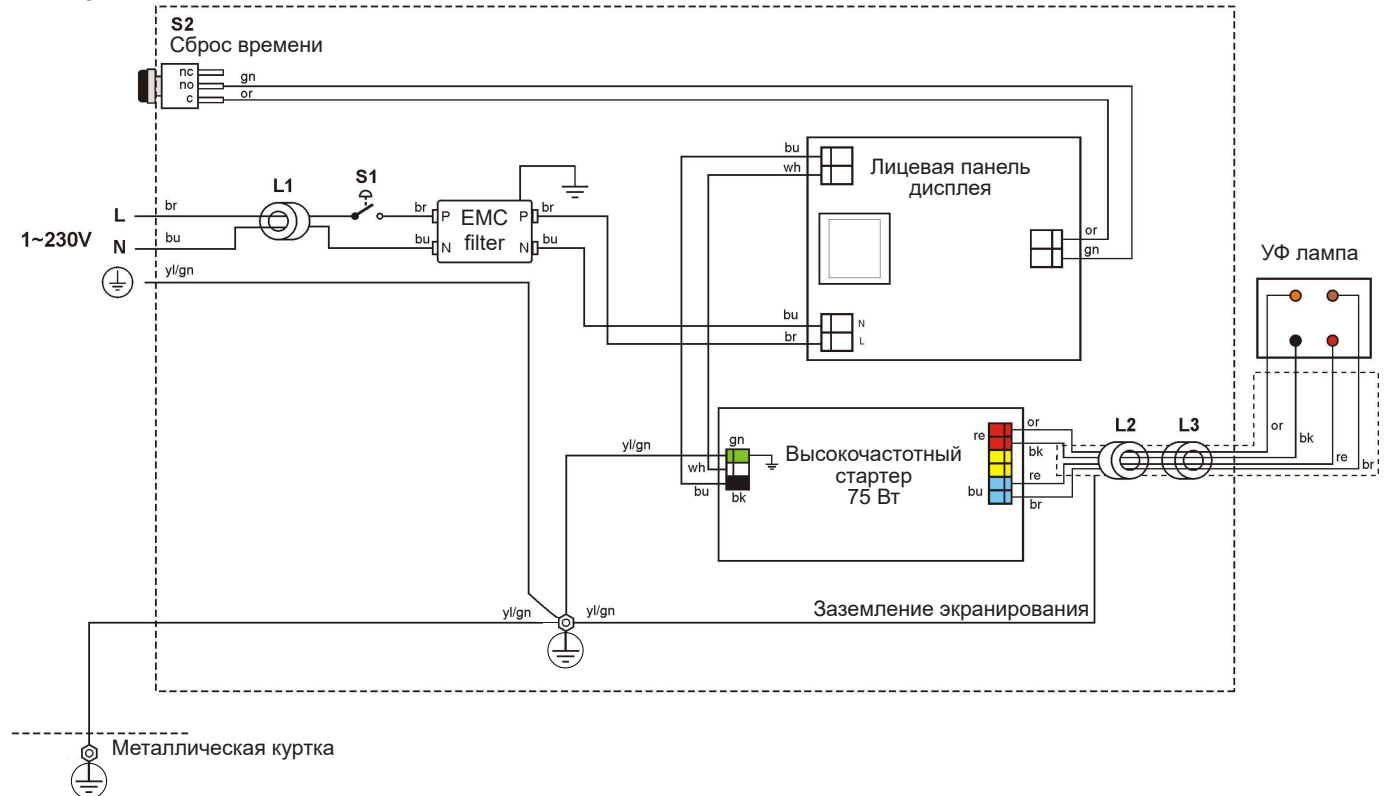 S2
Сброс времени
nc
no
c
gn
or
bu
wh
Лицевая панель
дисплея
L1
S1
L
br
br
P
EMC
P
br
or
gn
1~230V
N
bu
bu
N
filter
N
bu
yl/gn
УФ лампа
bu
N
br
L
or
bk
re
br
L2
L3
yl/gn
gn
wh
bu
bk
Высокочастотный
стартер
75 Вт
re
bu
or
bk
re
br
yl/gn
yl/gn
Заземление экранирования
Металлическая куртка